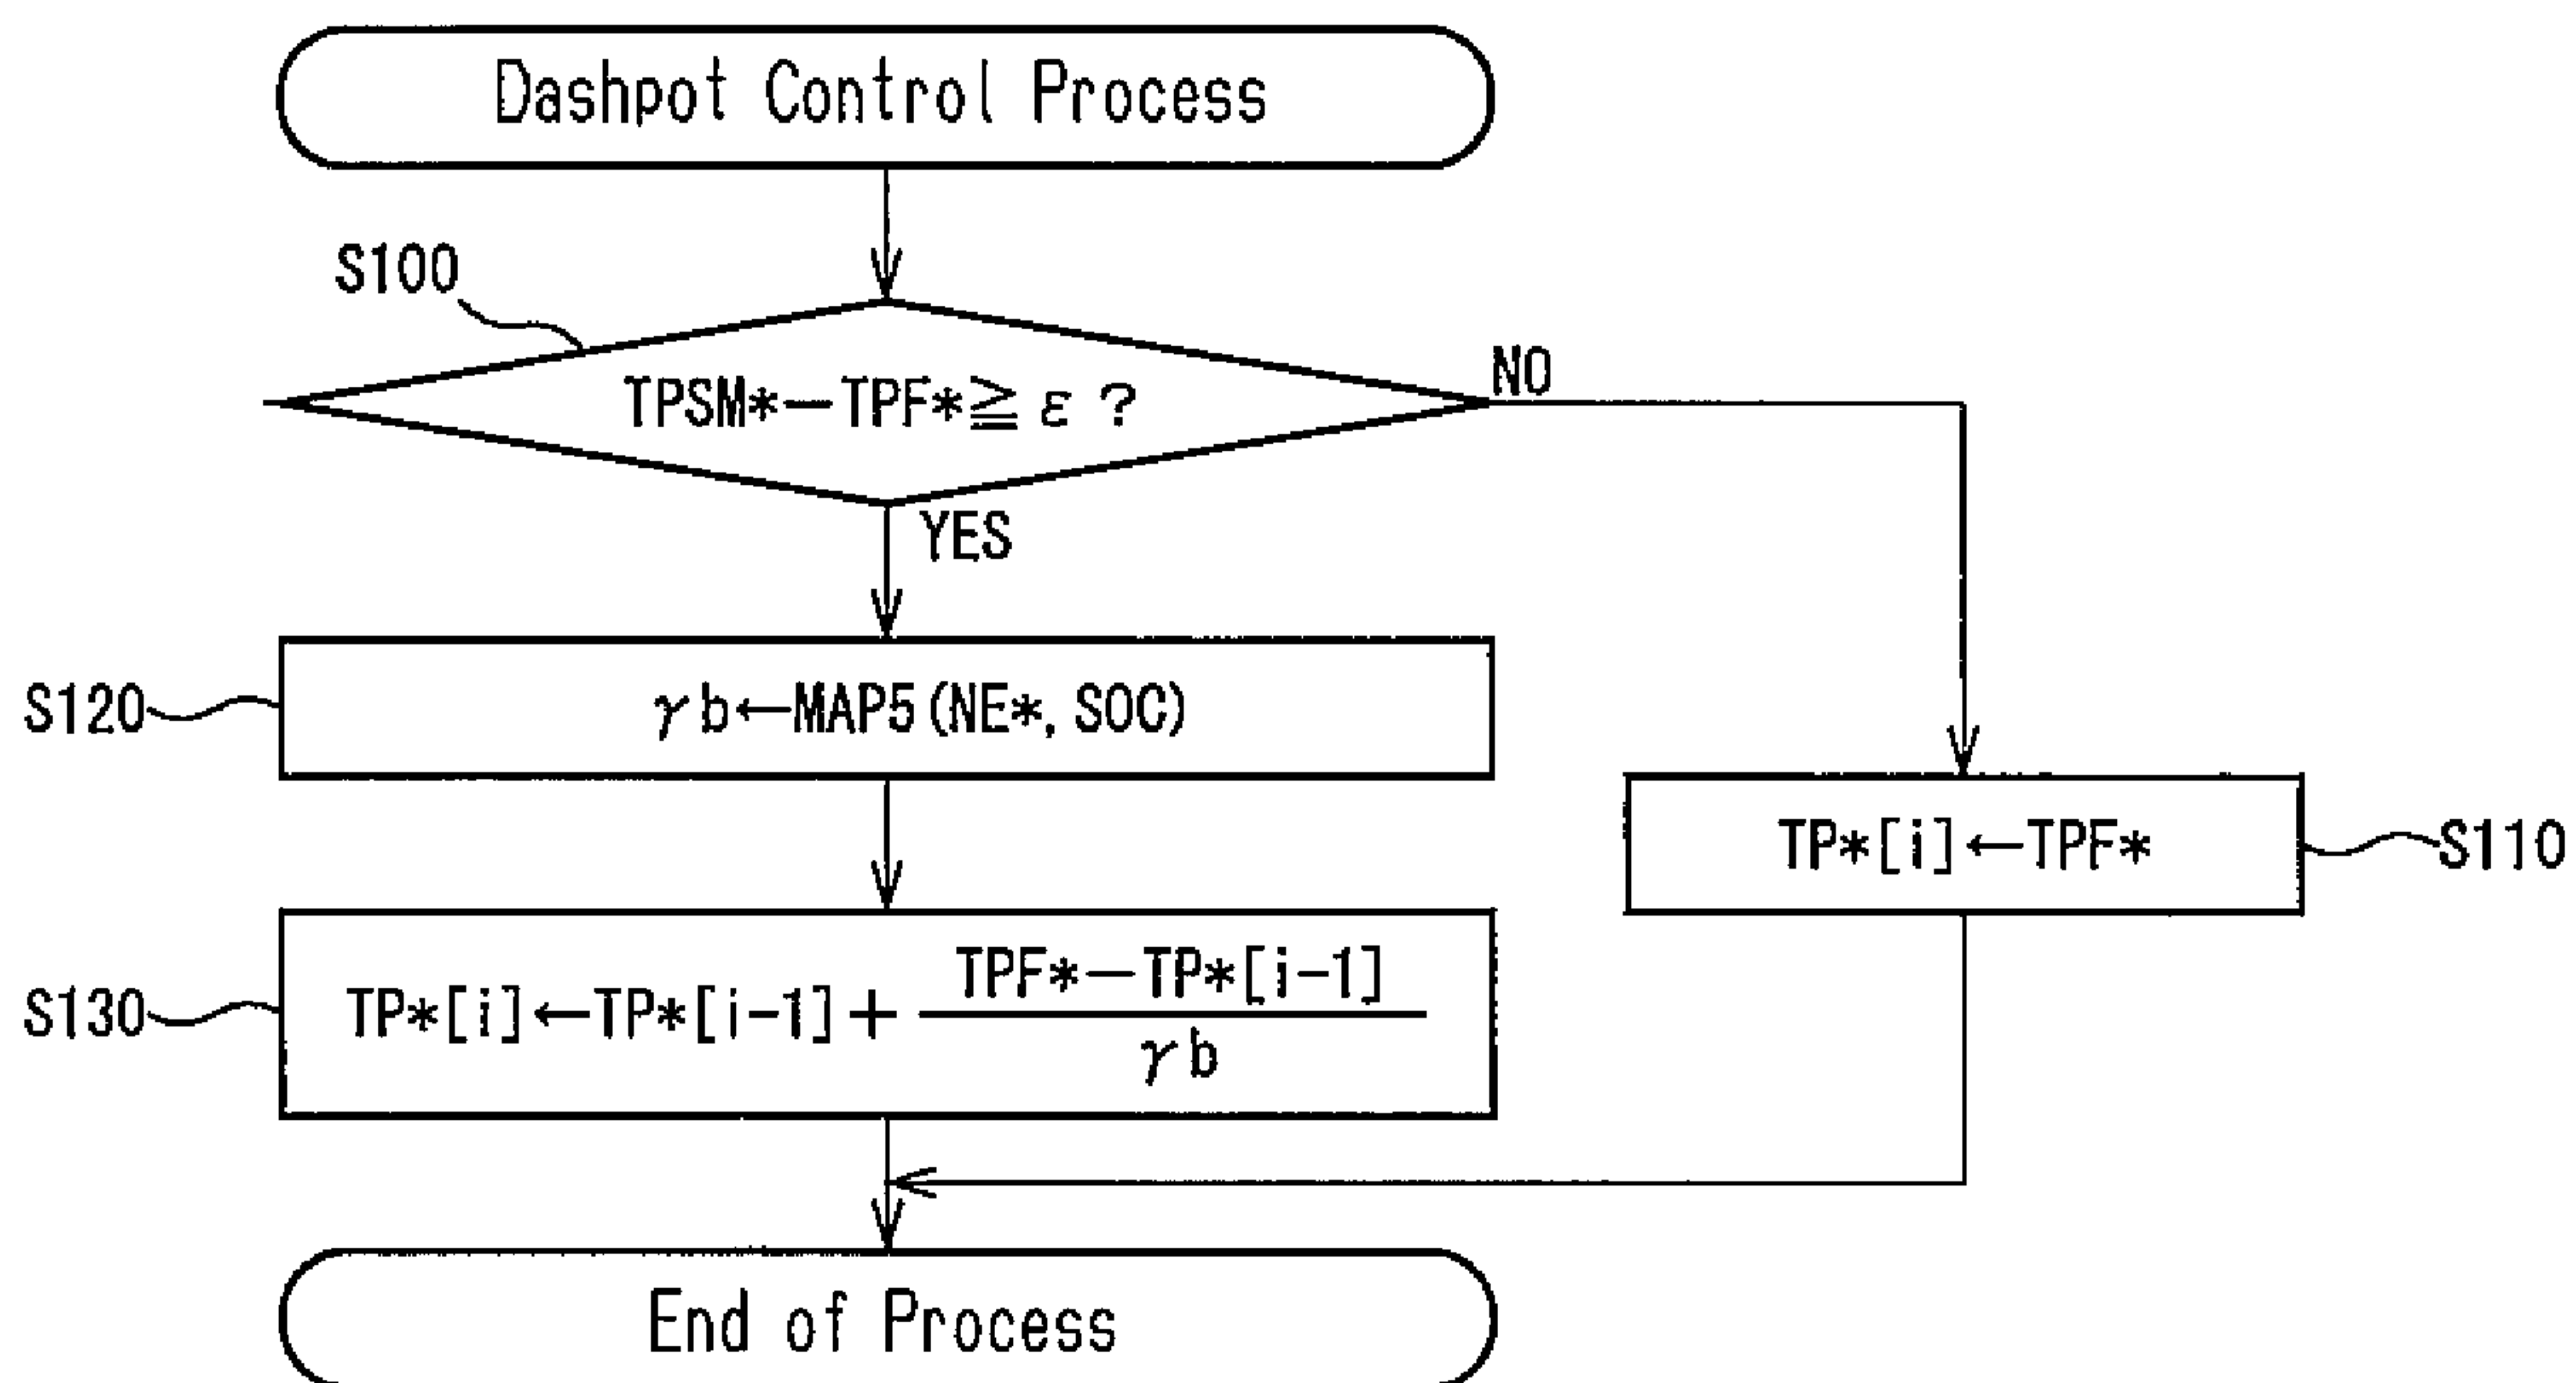 Dashpot Control Process
S100
TPSM*−TPF*≧ε?
NO
YES
S120
γb←MAP5(NE*, SOC)
TP*[i]←TPF*
S110
S130
TP*[i]←TP*[i-1]+
TPF*−TP*[i-1]
γb
End of Process